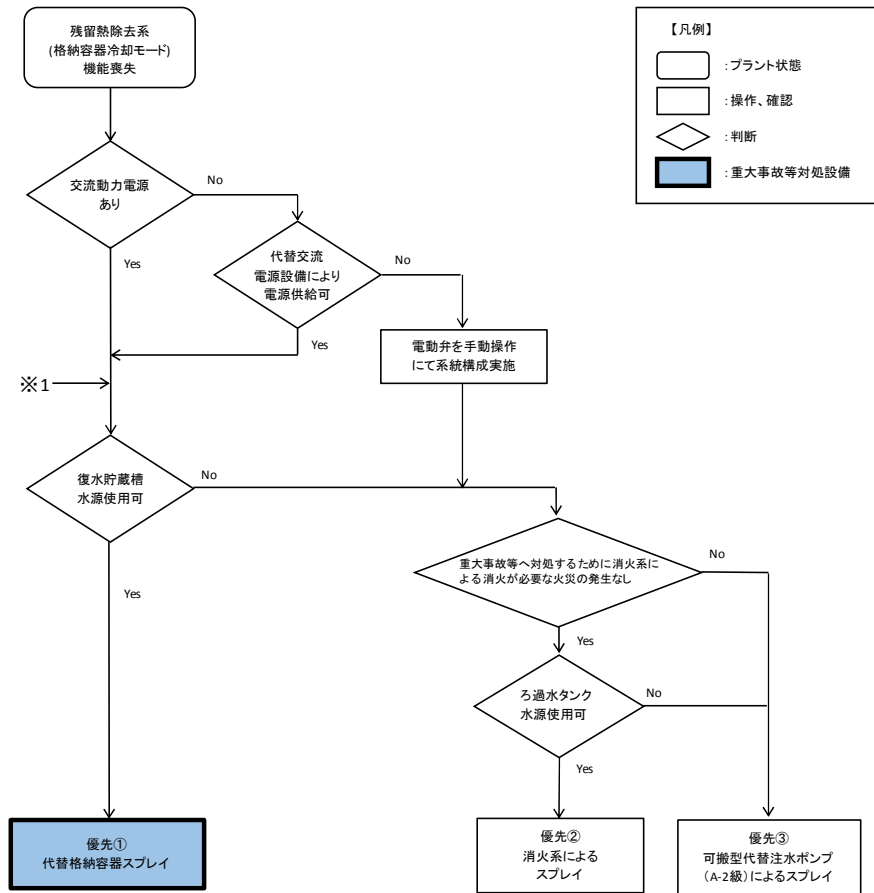 残留熱除去系
(格納容器冷却モード)
機能喪失
【凡例】
：プラント状態
：操作、確認
：判断
：重大事故等対処設備
交流動力電源
あり
No
Yes
代替交流
電源設備により
電源供給可
No
Yes
電動弁を手動操作
にて系統構成実施
※1
復水貯蔵槽
水源使用可
No
Yes
重大事故等へ対処するために消火系に
よる消火が必要な火災の発生なし
No
Yes
ろ過水タンク
水源使用可
No
Yes
優先①
代替格納容器スプレイ
優先②
消火系による
スプレイ
優先③
可搬型代替注水ポンプ
（A-2級）によるスプレイ